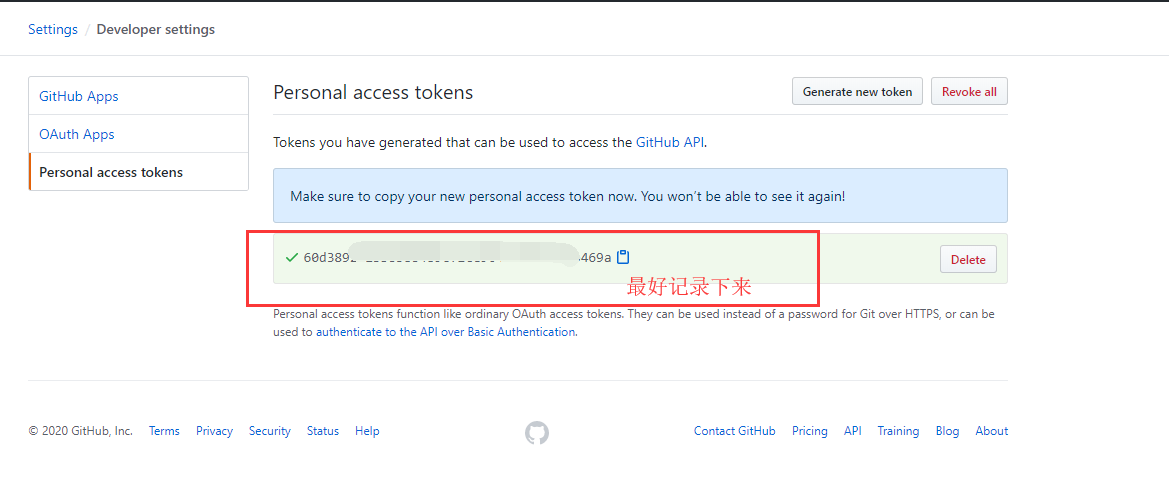 Settings / Developer settings
GitHub Apps
OAuth Apps
Personal access tokens
Personal access tokens
Generate new token
Revoke all
Tokens you have generated that can be used to access the GitHub API.
Make sure to copy your new personal access token now. You won't be able to see it again!
✓ 60d389 469a
Delete
最好记录下来
Personal access tokens function like ordinary OAuth access tokens. They can be used instead of a password for Git over HTTPS, or can be
used to authenticate to the API over Basic Authentication.
© 2020 GitHub, Inc. Terms Privacy Security Status Help
Contact GitHub Pricing API Training Blog About